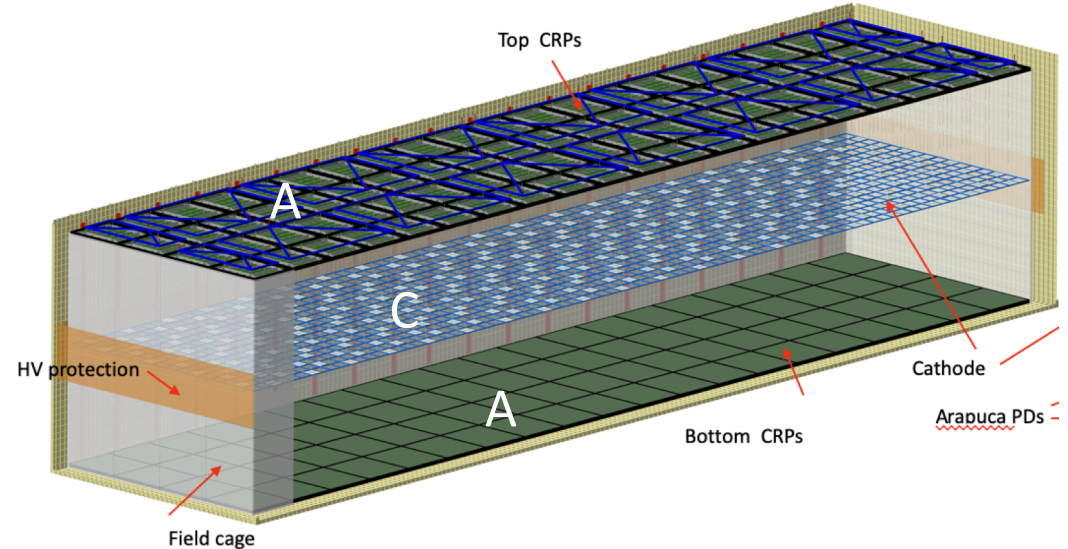 Top CRPs
A
C
HV protection
Cathode
A
Arapuca PDs
Bottom CRPs
Field cage